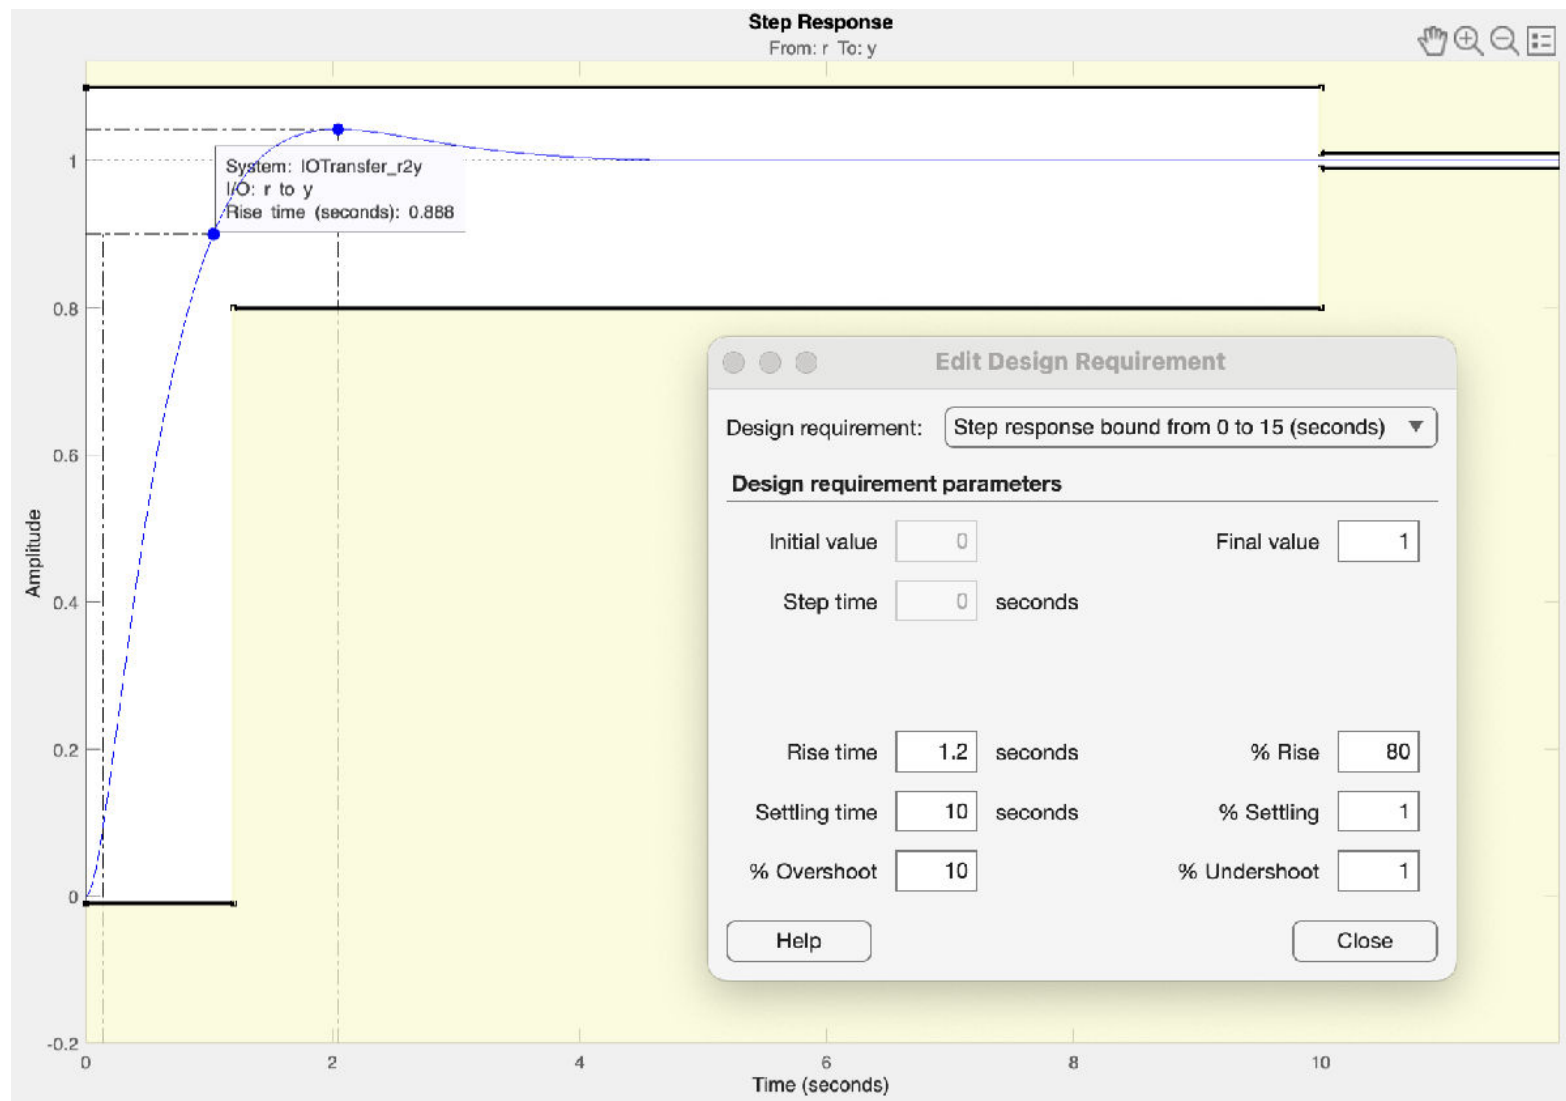 Step Response
From: r To: y
System: IOTransfer_r2y
I/O: r to y
Rise time (seconds): 0.888
1
0.8
0.6
0.4
0.2
0
-0.2
Amplitude
0
2
4
6
8
10
Time (seconds)
Edit Design Requirement
Design requirement: Step response bound from 0 to 15 (seconds)
Design requirement parameters
Initial value 0 Final value 1
Step time 0 seconds
Rise time 1.2 seconds % Rise 80
Settling time 10 seconds % Settling 1
% Overshoot 10 % Undershoot 1
Help Close